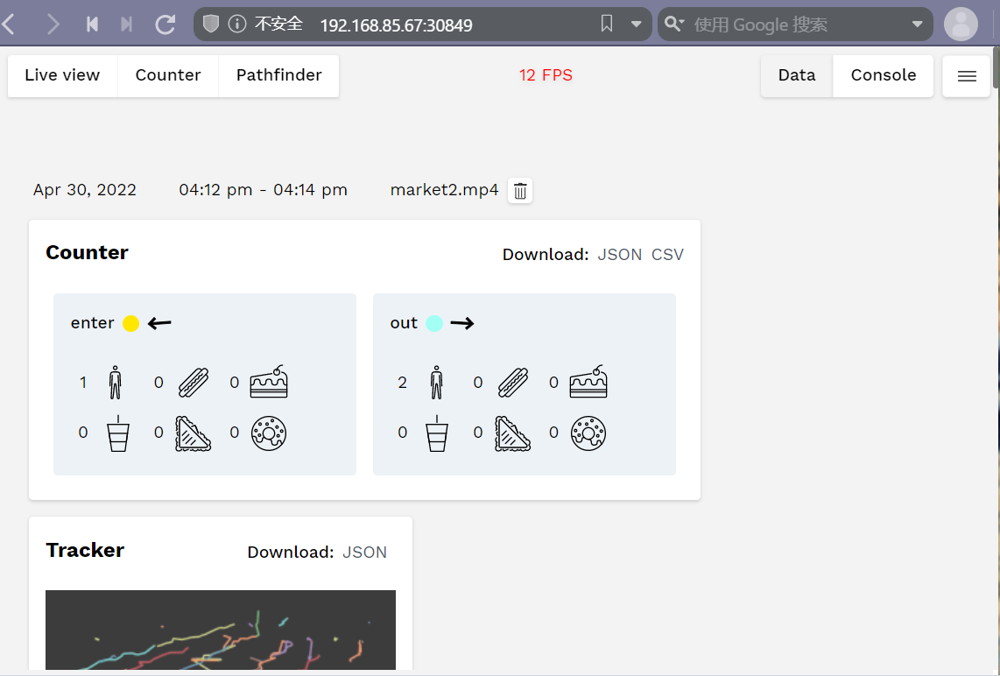 不安全 192.168.85.67:30849 使用 Google 搜索
Live view Counter Pathfinder 12 FPS Data Console
Apr 30, 2022 04:12 pm - 04:14 pm market2.mp4
Counter Download: JSON CSV
enter
1 0 0
0 0 0
out
2 0 0
0 0 0
Tracker Download: JSON